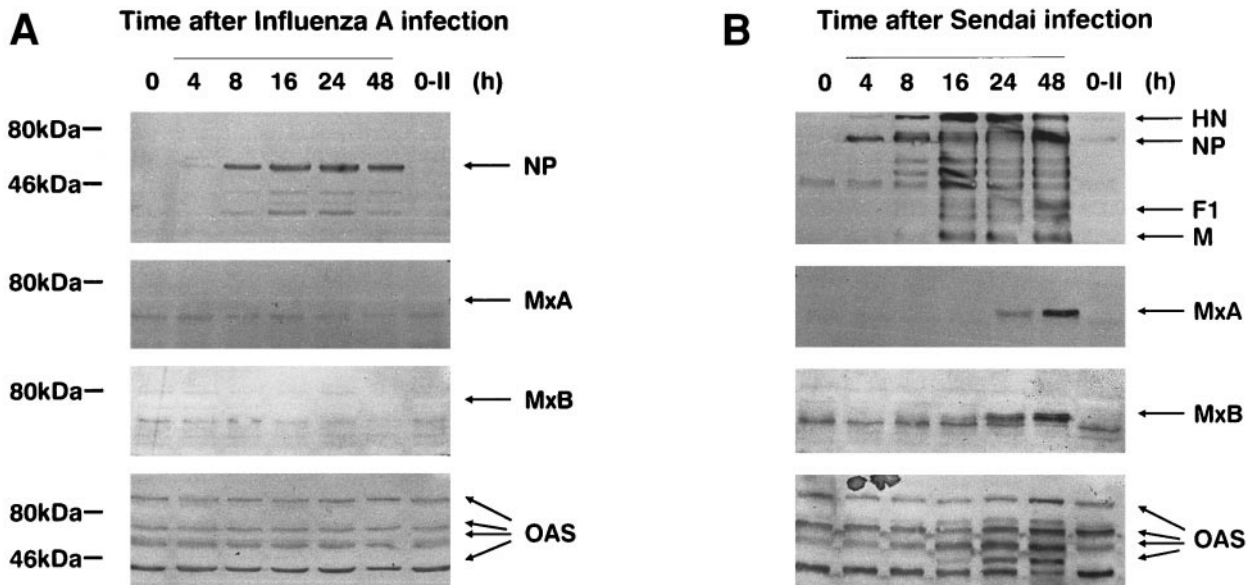 A
Time after Influenza A infection
0 4 8 16 24 48 0-II (h)
80kDa
46kDa
NP
80kDa
MxA
80kDa
MxB
80kDa
46kDa
OAS
B
Time after Sendai infection
0 4 8 16 24 48 0-II (h)
HN
NP
F1
M
MxA
MxB
OAS